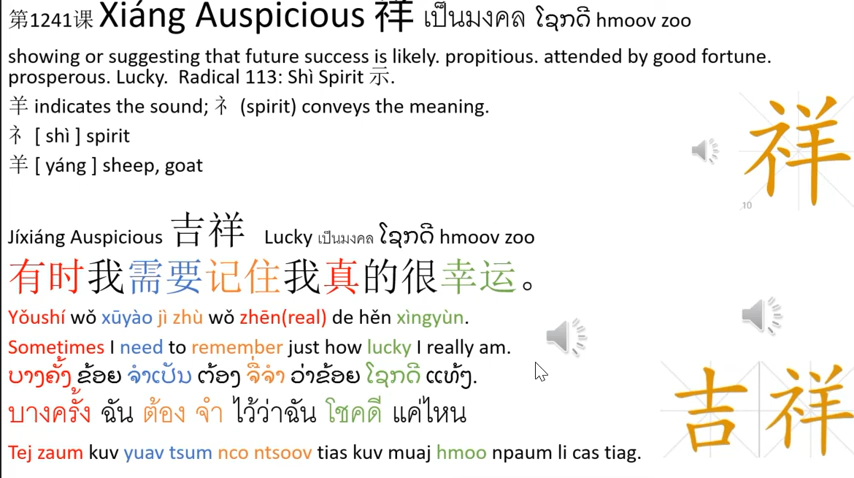 第1241课 Xiáng Auspicious 祥 เป็นมงคล ໂຊກດີ hmoov zoo
showing or suggesting that future success is likely. propitious. attended by good fortune.
prosperous. Lucky. Radical 113: Shì Spirit 示.
羊 indicates the sound; 礻 (spirit) conveys the meaning.
礻 [ shì ] spirit
羊 [ yáng ] sheep, goat
祥
10
Jíxiáng Auspicious 吉祥 Lucky เป็นมงคล ໂຊກດີ hmoov zoo
有时我需要记住我真的很幸运。
Yǒushí wǒ xūyào jì zhù wǒ zhēn(real) de hěn xìngyùn.
Sometimes I need to remember just how lucky I really am.
ບາງຄັ້ງ ຂ້ອຍ ຈຳເປັນ ຕ້ອງ ຈື່ຈຳ ວ່າຂ້ອຍ ໂຊກດີ ແທ້ໆ.
บางครั้ง ฉัน ต้อง จำ ไว้ว่าฉัน โชคดี แค่ไหน
Tej zaum kuv yuav tsum nco ntsoov tias kuv muaj hmoo npaum li cas tiag.
吉祥